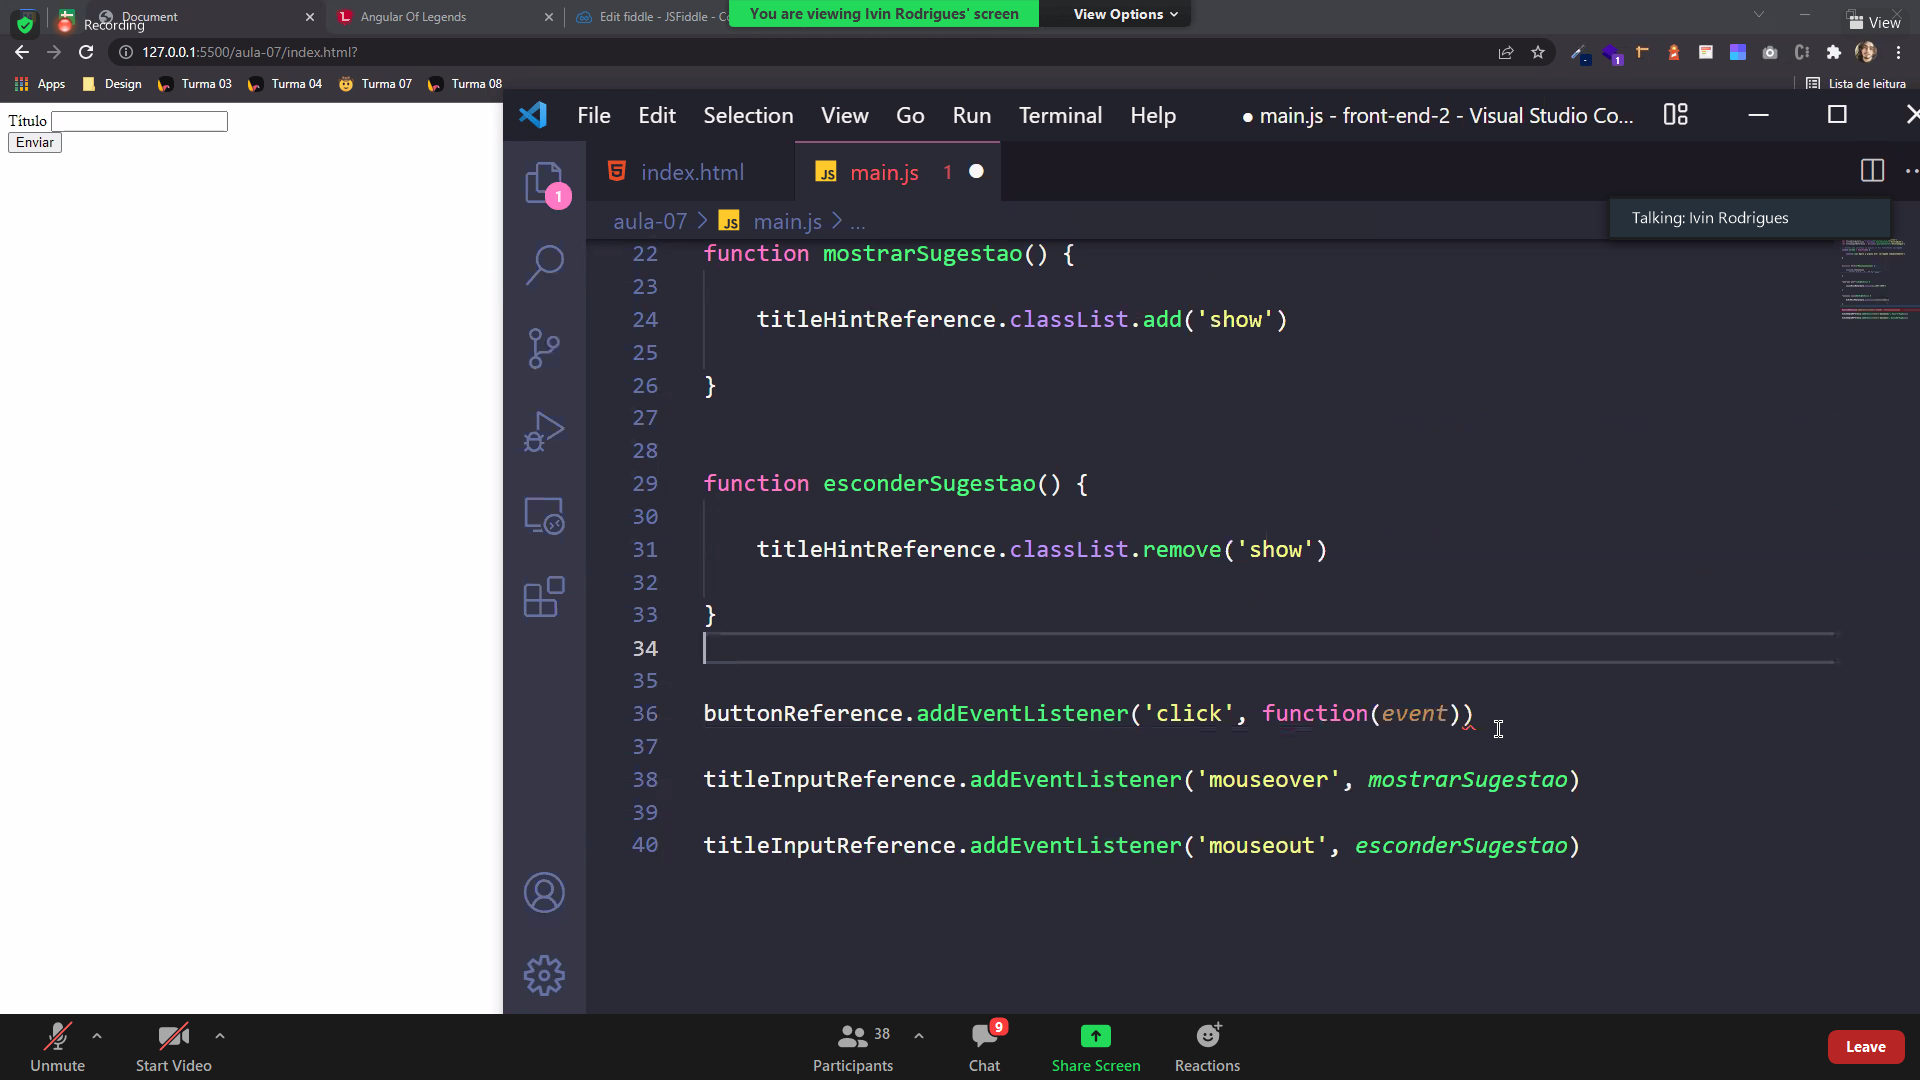 Document
Angular Of Legends
Edit fiddle - JSFiddle - Co
You are viewing Ivin Rodrigues' screen
View Options
Recording
View
127.0.0.1:5500/aula-07/index.html?
1
Apps
Design
Turma 03
Turma 04
Turma 07
Turma 08
Lista de leitura
Título
Enviar
File Edit Selection View Go Run Terminal Help
● main.js - front-end-2 - Visual Studio Co...
1
index.html
JS main.js 1
Talking: Ivin Rodrigues
aula-07 > JS main.js > ...
22 function mostrarSugestao() {
23
24 titleHintReference.classList.add('show')
25
26 }
27
28
29 function esconderSugestao() {
30
31 titleHintReference.classList.remove('show')
32
33 }
34
35
36 buttonReference.addEventListener('click', function(event))
37
38 titleInputReference.addEventListener('mouseover', mostrarSugestao)
39
40 titleInputReference.addEventListener('mouseout', esconderSugestao)
Unmute
Start Video
38
Participants
9
Chat
Share Screen
Reactions
Leave